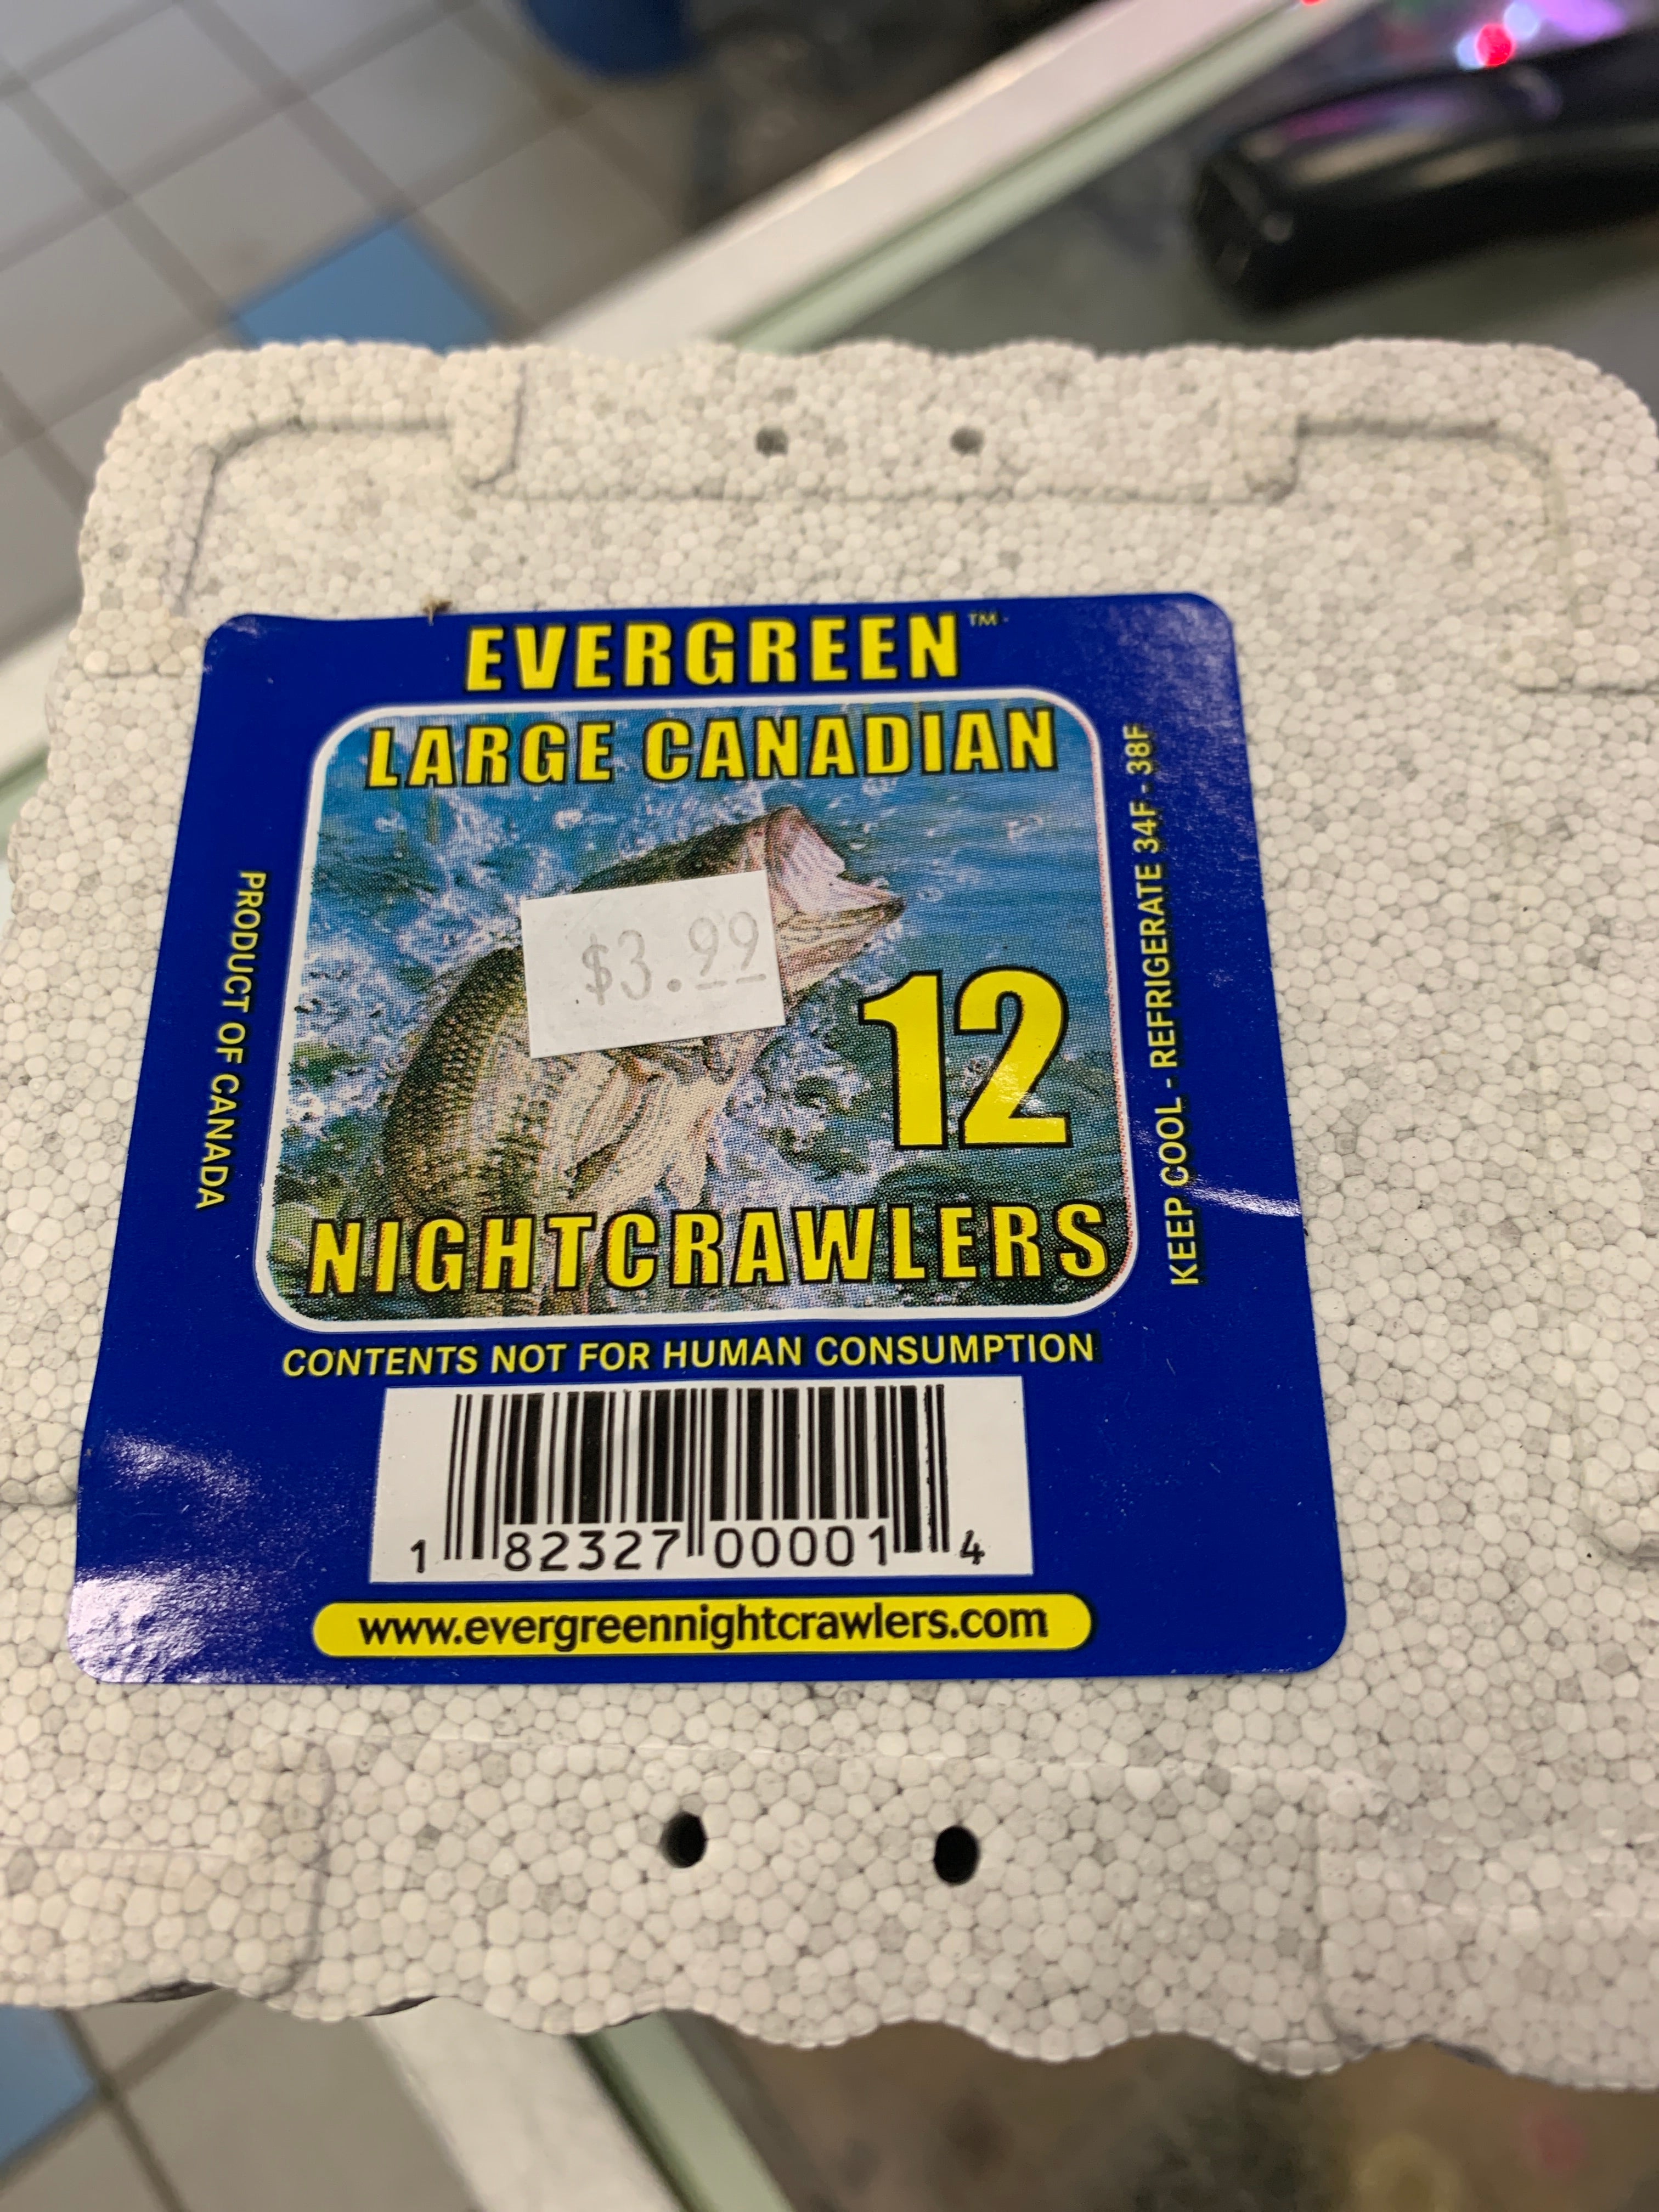 EVERGREEN™
LARGE CANADIAN
$3.99
12
NIGHTCRAWLERS
PRODUCT OF CANADA
KEEP COOL - REFRIGERATE 34F - 38F
CONTENTS NOT FOR HUMAN CONSUMPTION
1 82327 00001 4
www.evergreennightcrawlers.com